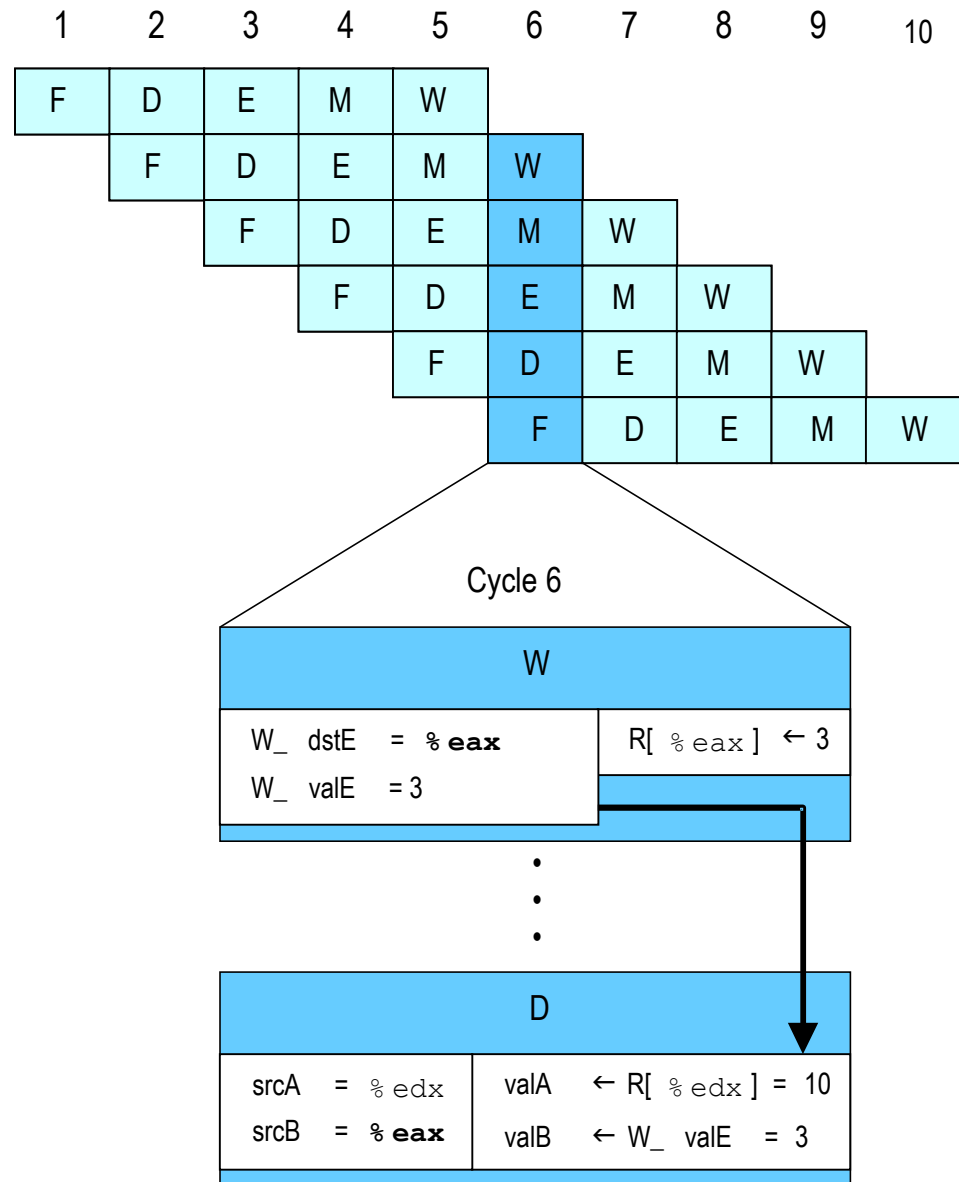 1 2 3 4 5 6 7 8 9 10
F D E M W
F D E M W
F D E M W
F D E M W
F D E M W
F D E M W
Cycle 6
W
W_ dstE = %eax R[ %eax ] ← 3
W_ valE = 3
D
srcA = %edx valA ← R[ %edx ] = 10
srcB = %eax valB ← W_ valE = 3